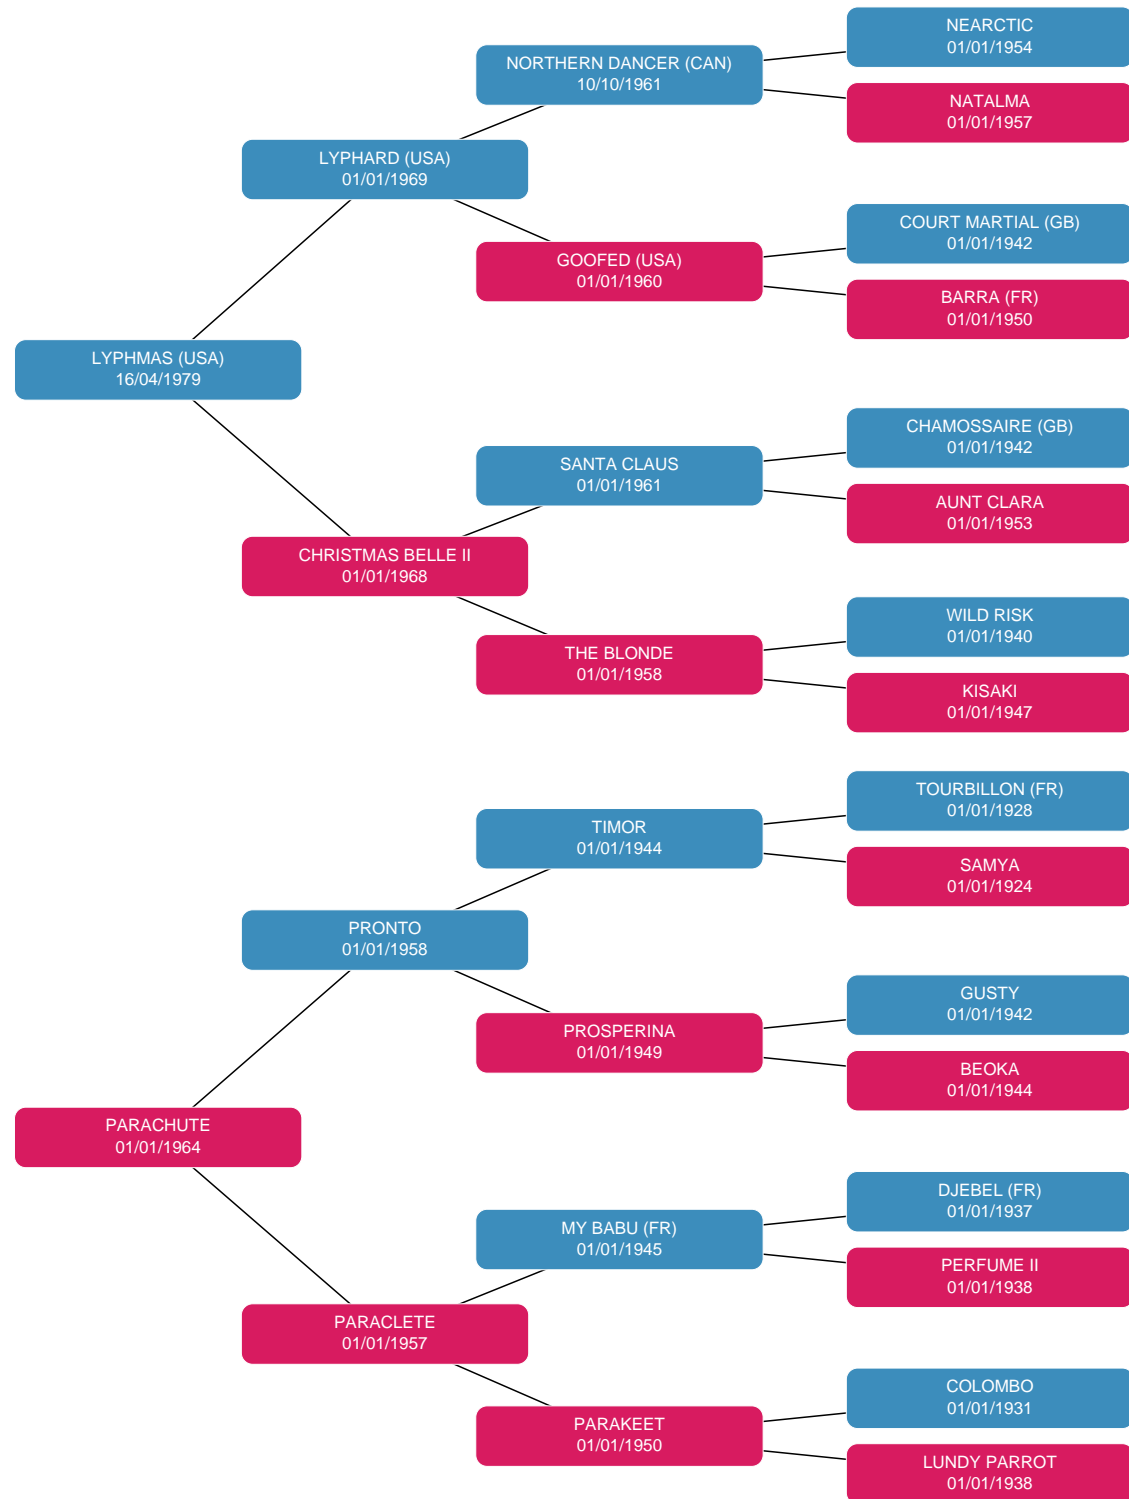 NEARCTIC
01/01/1954
NORTHERN DANCER (CAN)
10/10/1961
NATALMA
01/01/1957
LYPHARD (USA)
01/01/1969
COURT MARTIAL (GB)
01/01/1942
GOOFED (USA)
01/01/1960
BARRA (FR)
01/01/1950
LYPHMAS (USA)
16/04/1979
CHAMOSSAIRE (GB)
01/01/1942
SANTA CLAUS
01/01/1961
AUNT CLARA
01/01/1953
CHRISTMAS BELLE II
01/01/1968
WILD RISK
01/01/1940
THE BLONDE
01/01/1958
KISAKI
01/01/1947
TOURBILLON (FR)
01/01/1928
TIMOR
01/01/1944
SAMYA
01/01/1924
PRONTO
01/01/1958
GUSTY
01/01/1942
PROSPERINA
01/01/1949
BEOKA
01/01/1944
PARACHUTE
01/01/1964
DJEBEL (FR)
01/01/1937
MY BABU (FR)
01/01/1945
PERFUME II
01/01/1938
PARACLETE
01/01/1957
COLOMBO
01/01/1931
PARAKEET
01/01/1950
LUNDY PARROT
01/01/1938